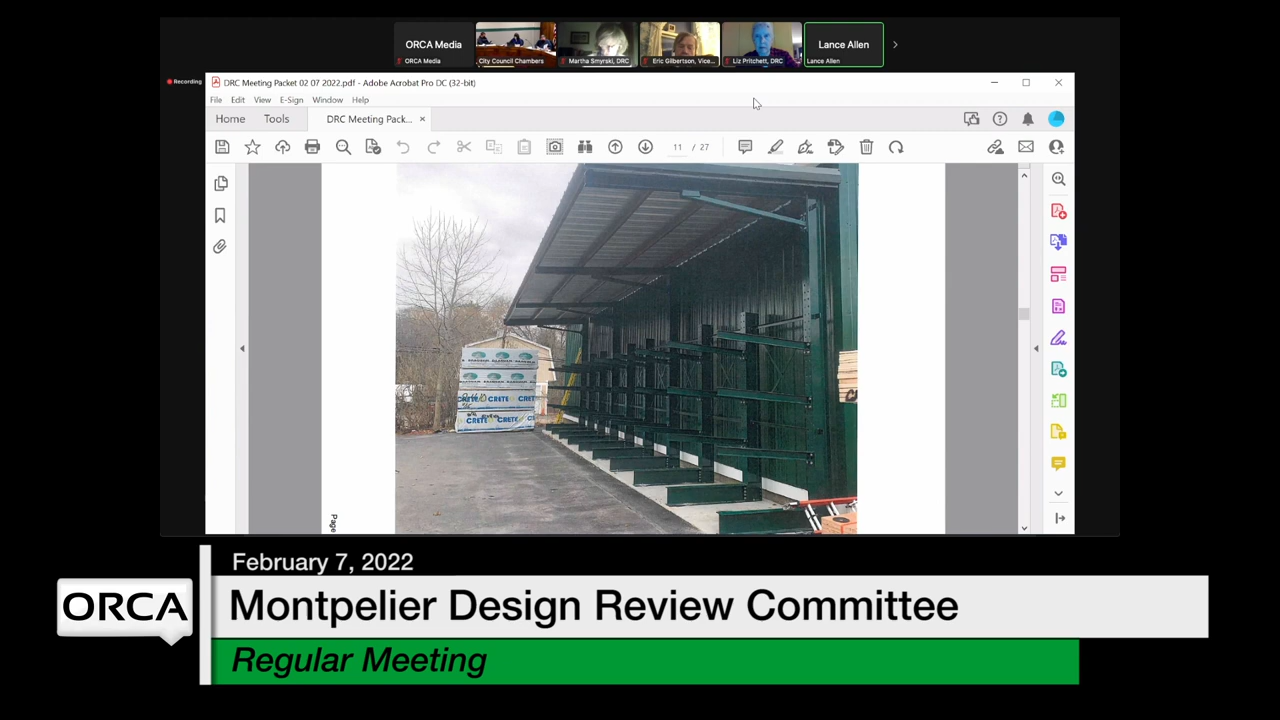 ORCA Media
Lance Allen
ORCA Media
City Council Chambers
Martha Smyrski, DRC
Eric Gilbertson, Vice...
Liz Pritchett, DRC
Lance Allen
Recording
DRC Meeting Packet 02 07 2022.pdf - Adobe Acrobat Pro DC (32-bit)
File Edit View E-Sign Window Help
Home Tools DRC Meeting Pack... ×
11 / 27
CRETE CRETE CRET
CRETE CRETE
Page
February 7, 2022
ORCA
Montpelier Design Review Committee
Regular Meeting